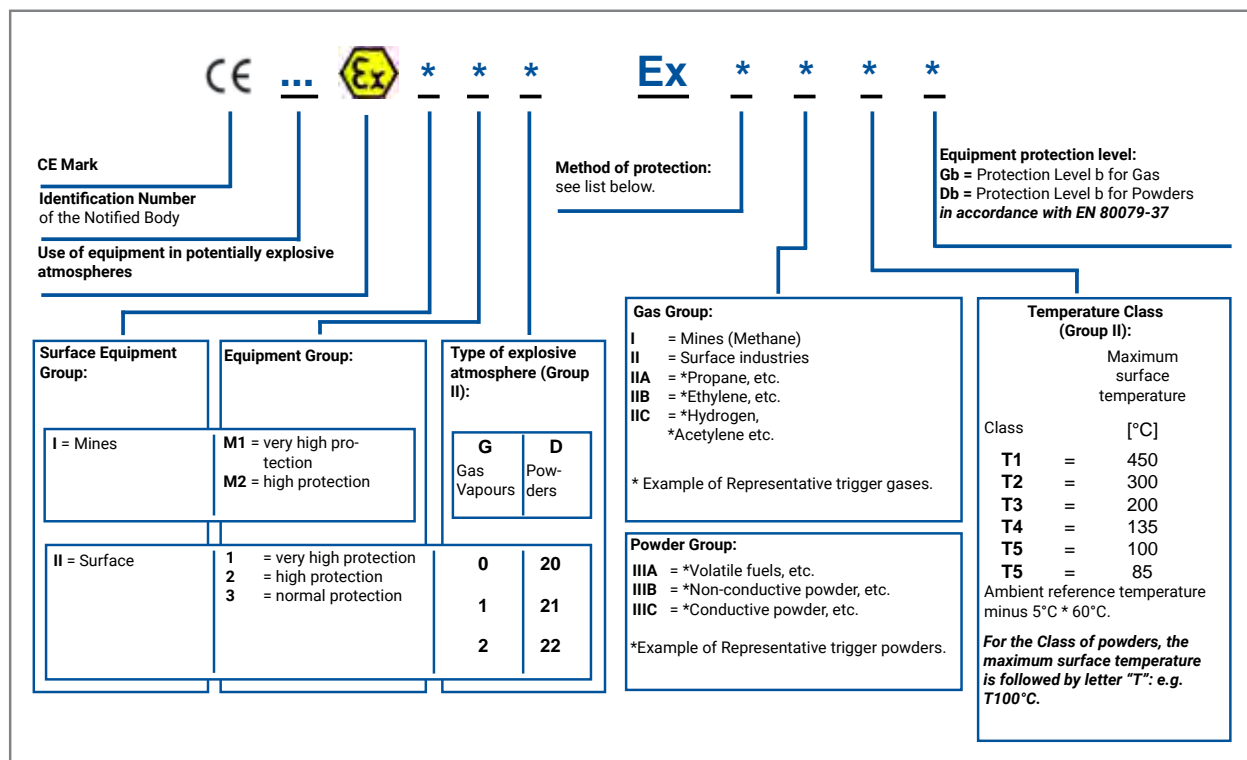 CE ... Ex * * * Ex * * * *
CE Mark
Identification Number
of the Notified Body
Use of equipment in potentially explosive
atmospheres
Method of protection:
see list below.
Equipment protection level:
Gb = Protection Level b for Gas
Db = Protection Level b for Powders
in accordance with EN 80079-37
Surface Equipment
Group:
Equipment Group:
Type of explosive
atmosphere (Group
II):
I = Mines
M1 = very high pro-
tection
M2 = high protection
G D
Gas Pow-
Vapours ders
II = Surface
1 = very high protection
2 = high protection
3 = normal protection
0 20
1 21
2 22
Gas Group:
I = Mines (Methane)
II = Surface industries
IIA = *Propane, etc.
IIB = *Ethylene, etc.
IIC = *Hydrogen,
*Acetylene etc.
* Example of Representative trigger gases.
Powder Group:
IIIA = *Volatile fuels, etc.
IIIB = *Non-conductive powder, etc.
IIIC = *Conductive powder, etc.
*Example of Representative trigger powders.
Temperature Class
(Group II):
Maximum
surface
temperature
Class [°C]
T1 = 450
T2 = 300
T3 = 200
T4 = 135
T5 = 100
T5 = 85
Ambient reference temperature
minus 5°C * 60°C.
For the Class of powders, the
maximum surface temperature
is followed by letter “T”: e.g.
T100°C.